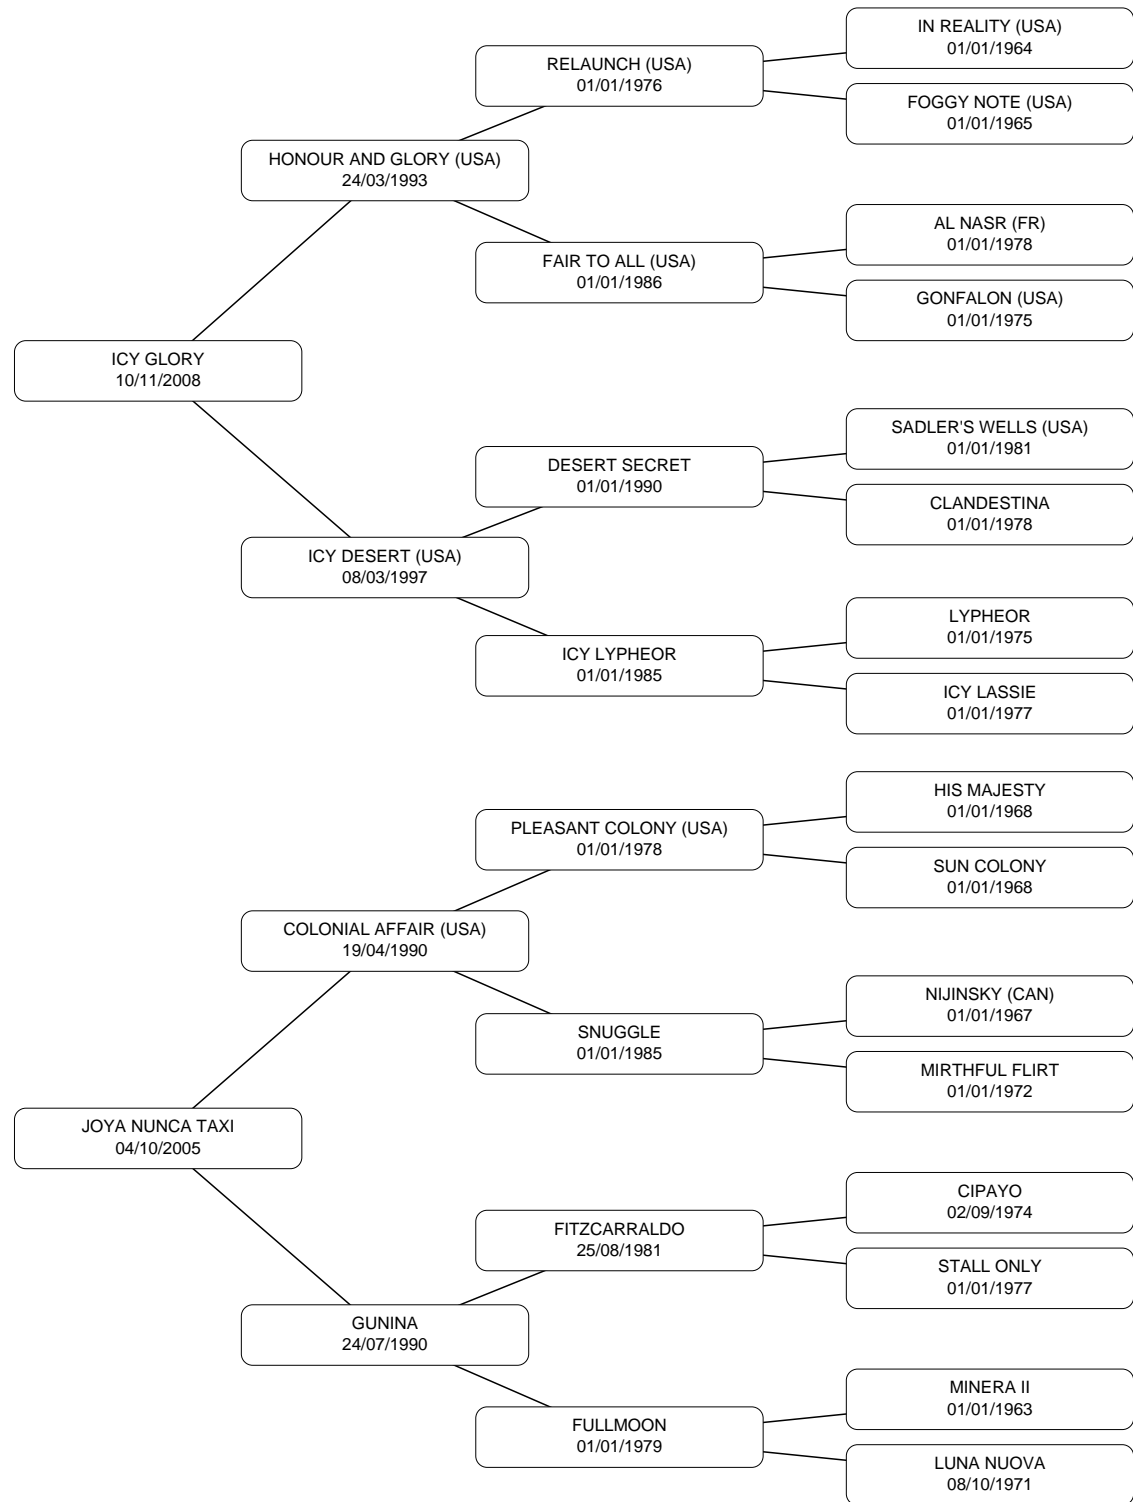 IN REALITY (USA)
01/01/1964
RELAUNCH (USA)
01/01/1976
FOGGY NOTE (USA)
01/01/1965
HONOUR AND GLORY (USA)
24/03/1993
AL NASR (FR)
01/01/1978
FAIR TO ALL (USA)
01/01/1986
GONFALON (USA)
01/01/1975
ICY GLORY
10/11/2008
SADLER'S WELLS (USA)
01/01/1981
DESERT SECRET
01/01/1990
CLANDESTINA
01/01/1978
ICY DESERT (USA)
08/03/1997
LYPHEOR
01/01/1975
ICY LYPHEOR
01/01/1985
ICY LASSIE
01/01/1977
HIS MAJESTY
01/01/1968
PLEASANT COLONY (USA)
01/01/1978
SUN COLONY
01/01/1968
COLONIAL AFFAIR (USA)
19/04/1990
NIJINSKY (CAN)
01/01/1967
SNUGGLE
01/01/1985
MIRTHFUL FLIRT
01/01/1972
JOYA NUNCA TAXI
04/10/2005
CIPAYO
02/09/1974
FITZCARRALDO
25/08/1981
STALL ONLY
01/01/1977
GUNINA
24/07/1990
MINERA II
01/01/1963
FULLMOON
01/01/1979
LUNA NUOVA
08/10/1971